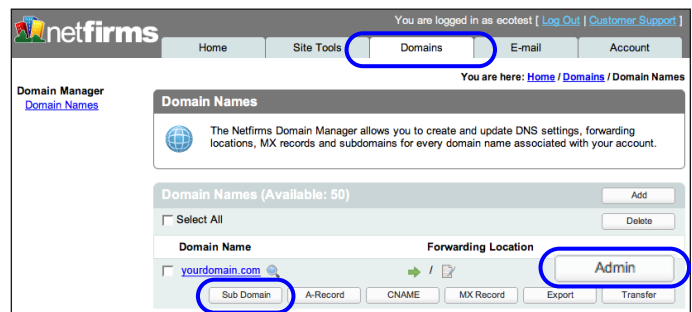 netfirms
You are logged in as ecotest [ Log Out | Customer Support ]
Home Site Tools Domains E-mail Account
You are here: Home / Domains / Domain Names
Domain Manager
Domain Names
Domain Names
The Netfirms Domain Manager allows you to create and update DNS settings, forwarding
locations, MX records and subdomains for every domain name associated with your account.
Domain Names (Available: 50) Add
Select All Delete
Domain Name Forwarding Location
yourdomain.com / Admin
Sub Domain A-Record CNAME MX Record Export Transfer